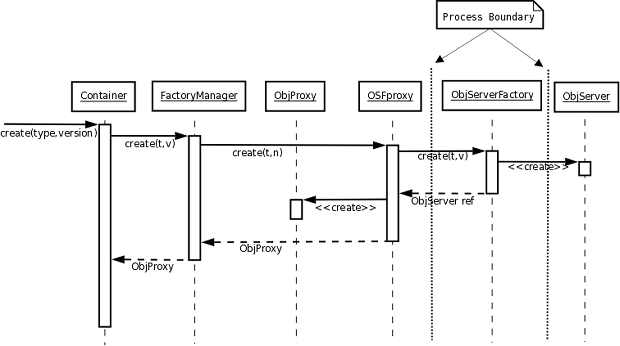 Process Boundary
Container
FactoryManager
ObjProxy
OSFproxy
ObjServerFactory
ObjServer
create(type,version)
create(t,v)
create(t,n)
create(t,v)
<<create>>
ObjServer ref
<<create>>
ObjProxy
ObjProxy